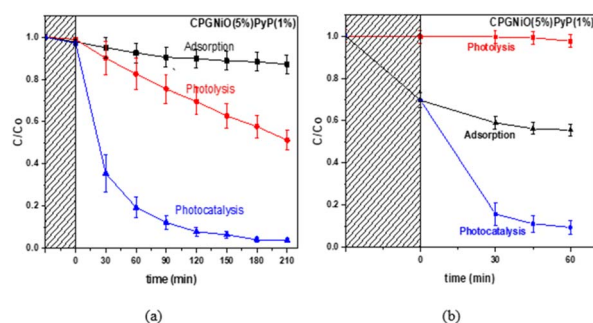 (a)
CPGNiO(5%)PyP(1%)
Adsorption
Photolysis
Photocatalysis
C/Co
1.0
0.8
0.6
0.4
0.2
0.0
0 30 60 90 120 150 180 210
time (min)
(a)
(b)
CPGNiO(5%)PyP(1%)
Photolysis
Adsorption
Photocatalysis
C/Co
1.0
0.8
0.6
0.4
0.2
0.0
0 30 60
time (min)
(b)